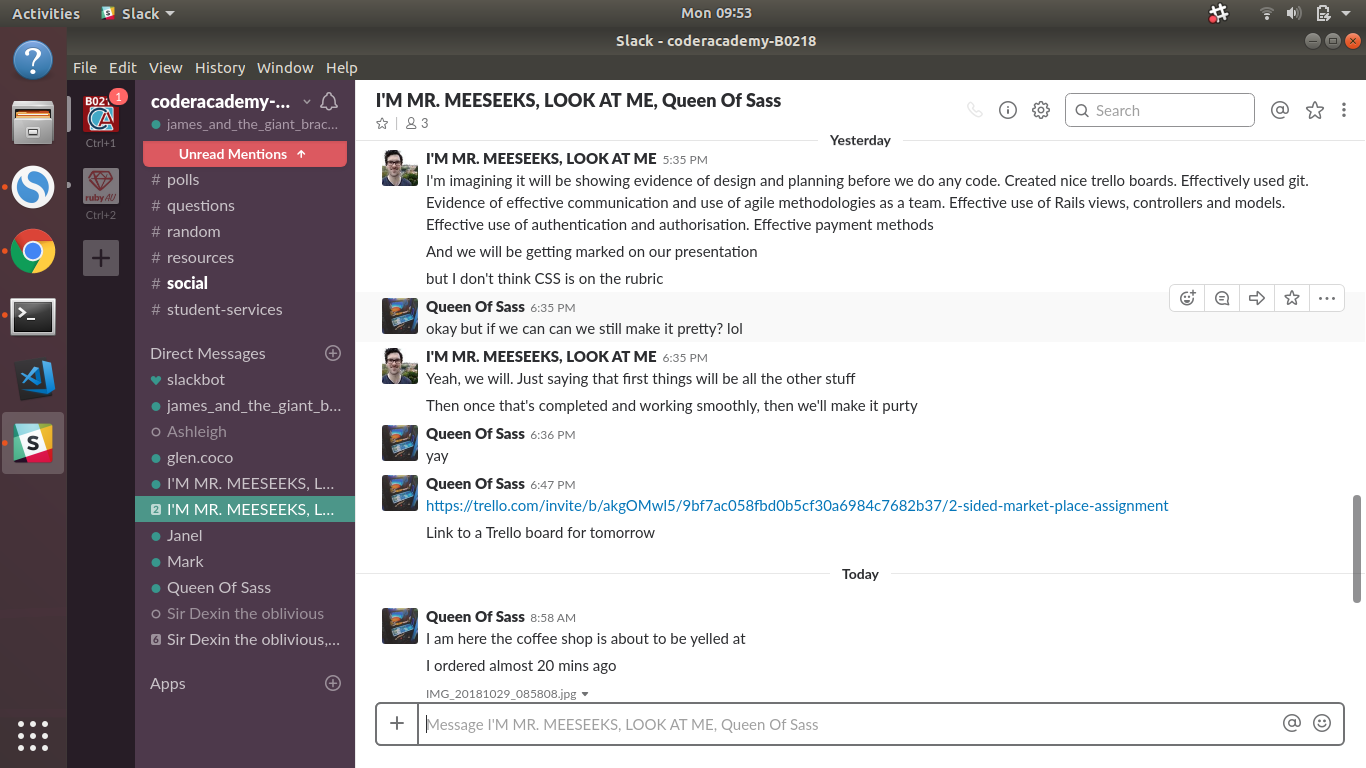 Activities
Slack
Mon 09:53
Slack - coderacademy-B0218
File Edit View History Window Help
B021
1
Ctrl+1
ruby AU
Ctrl+2
coderacademy-...
james_and_the_giant_brac...
Unread Mentions ↑
# polls
# questions
# random
# resources
# social
# student-services
Direct Messages
slackbot
james_and_the_giant_b...
Ashleigh
glen.coco
I'M MR. MEESEEKS, L...
2 I'M MR. MEESEEKS, L...
Janel
Mark
Queen Of Sass
Sir Dexin the oblivious
6 Sir Dexin the oblivious,...
Apps
I'M MR. MEESEEKS, LOOK AT ME, Queen Of Sass
3
Search
Yesterday
I'M MR. MEESEEKS, LOOK AT ME 5:35 PM
I'm imagining it will be showing evidence of design and planning before we do any code. Created nice trello boards. Effectively used git.
Evidence of effective communication and use of agile methodologies as a team. Effective use of Rails views, controllers and models.
Effective use of authentication and authorisation. Effective payment methods
And we will be getting marked on our presentation
but I don't think CSS is on the rubric
Queen Of Sass 6:35 PM
okay but if we can can we still make it pretty? lol
I'M MR. MEESEEKS, LOOK AT ME 6:35 PM
Yeah, we will. Just saying that first things will be all the other stuff
Then once that's completed and working smoothly, then we'll make it purty
Queen Of Sass 6:36 PM
yay
Queen Of Sass 6:47 PM
https://trello.com/invite/b/akgOMwl5/9bf7ac058fbd0b5cf30a6984c7682b37/2-sided-market-place-assignment
Link to a Trello board for tomorrow
Today
Queen Of Sass 8:58 AM
I am here the coffee shop is about to be yelled at
I ordered almost 20 mins ago
IMG_20181029_085808.jpg
Message I'M MR. MEESEEKS, LOOK AT ME, Queen Of Sass